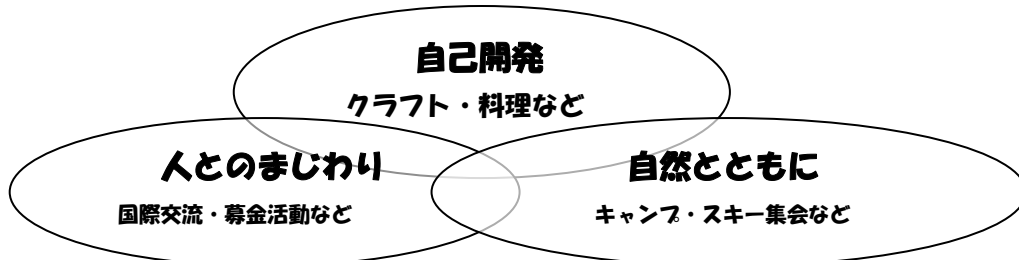 自己開発
クラフト・料理など
人とのまじわり
国際交流・募金活動など
自然とともに
キャンプ・スキー集会など